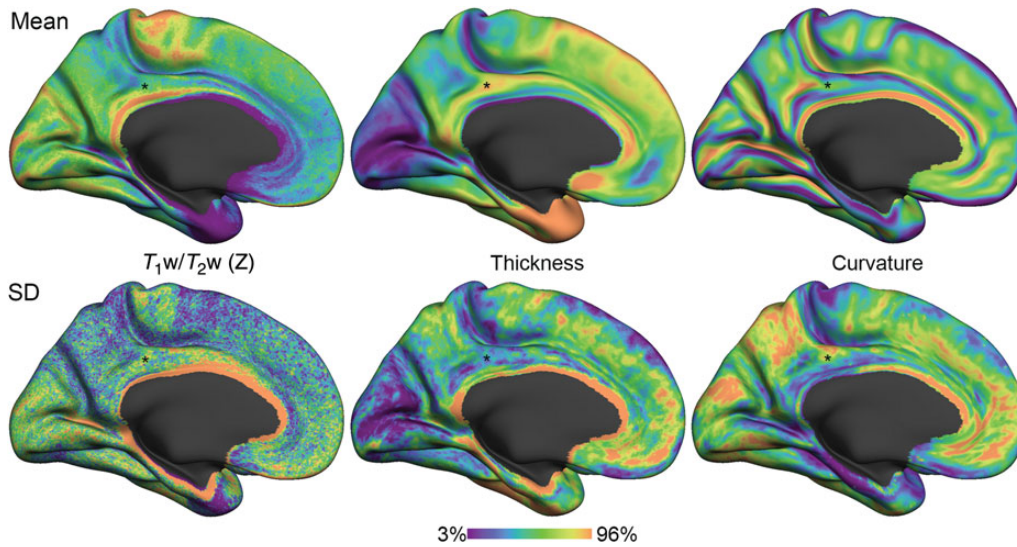 Mean
*
*
*
T₁w/T₂w (Z)
Thickness
Curvature
SD
*
*
*
3%
96%